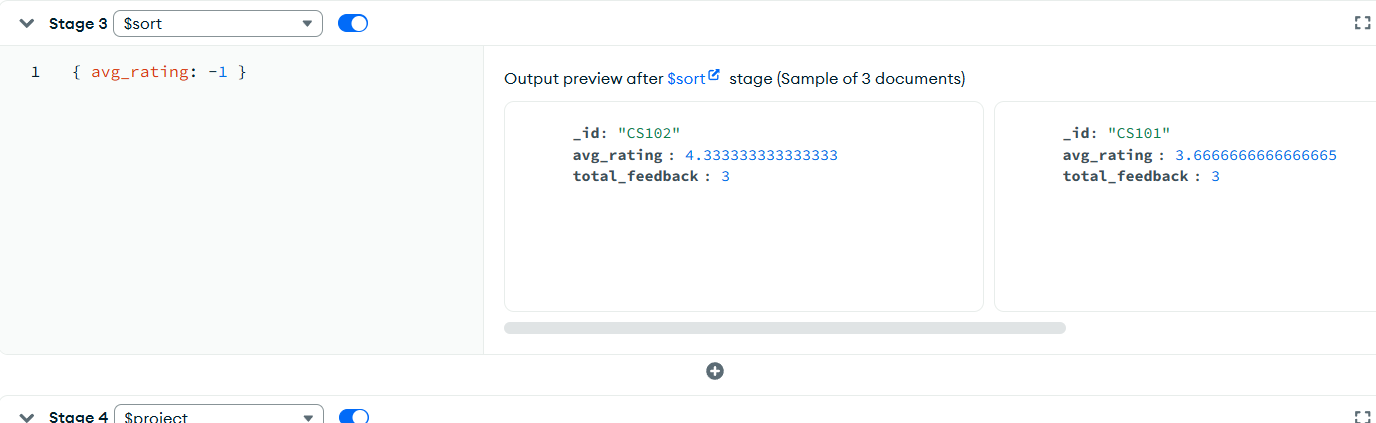 Stage 3 $sort
1 { avg_rating: -1 }
Output preview after $sort stage (Sample of 3 documents)
_id: "CS102"
avg_rating : 4.333333333333333
total_feedback : 3
_id: "CS101"
avg_rating : 3.6666666666666665
total_feedback : 3
Stage 4 $project